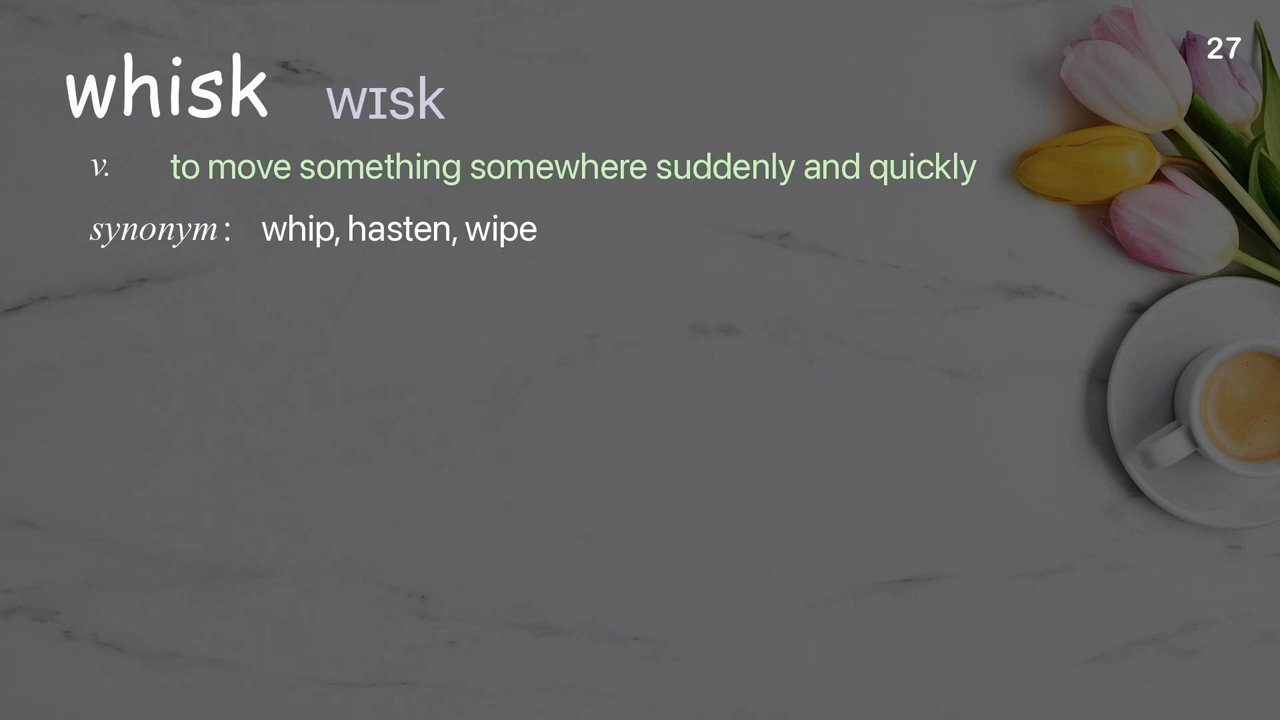 27
whisk wɪsk
v. to move something somewhere suddenly and quickly
synonym: whip, hasten, wipe